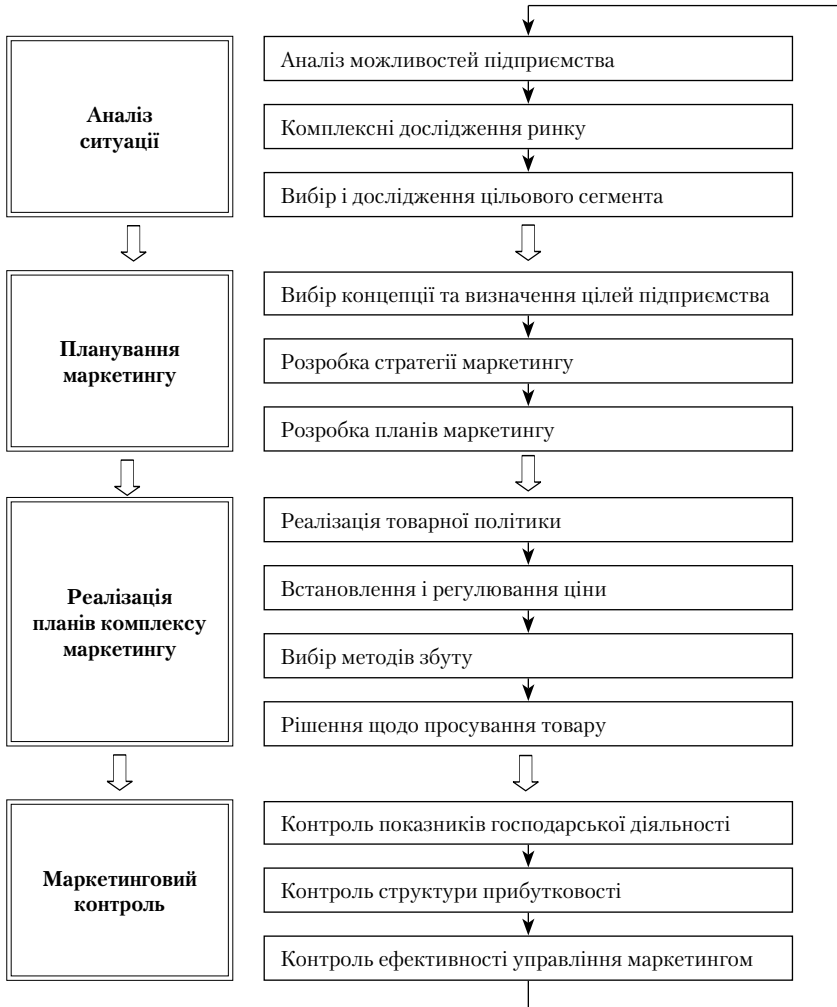 Аналіз
ситуації
Аналіз можливостей підприємства
Комплексні дослідження ринку
Вибір і дослідження цільового сегмента
Планування
маркетингу
Вибір концепції та визначення цілей підприємства
Розробка стратегії маркетингу
Розробка планів маркетингу
Реалізація
планів комплексу
маркетингу
Реалізація товарної політики
Встановлення і регулювання ціни
Вибір методів збуту
Рішення щодо просування товару
Маркетинговий
контроль
Контроль показників господарської діяльності
Контроль структури прибутковості
Контроль ефективності управління маркетингом